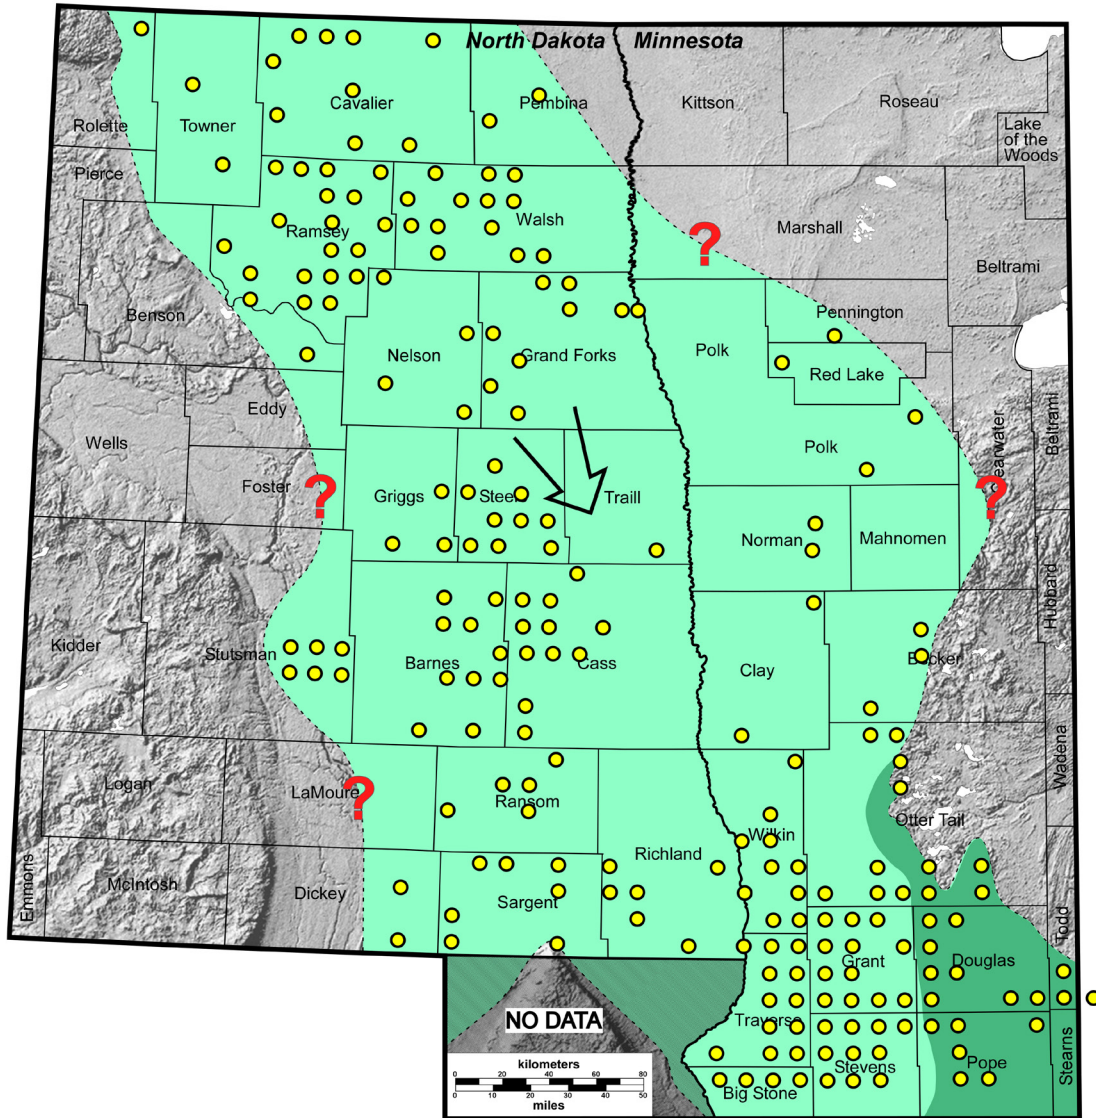 North Dakota Minnesota
Cavalier
Pembina
Kittson
Roseau
Rolette
Towner
Lake
of the
Woods
Pierce
Ramsey
Walsh
?
Marshall
Beltrami
Benson
Pennington
Nelson
Grand Forks
Polk
Red Lake
Eddy
Beltrami
Wells
Polk
Foster
?
Griggs
Steele
Traill
?
Norman
Mahnomen
Hubbard
Kidder
Stutsman
Barnes
Cass
Clay
Becker
Wadena
Logan
LaMoure
?
Ransom
Wilkin
Otter Tail
Richland
Emmons
McIntosh
Dickey
Sargent
Todd
Grant
Douglas
NO DATA
Traverse
Stearns
Stevens
Pope
Big Stone
kilometers
0 20 40 60 80
0 10 20 30 40 50
miles